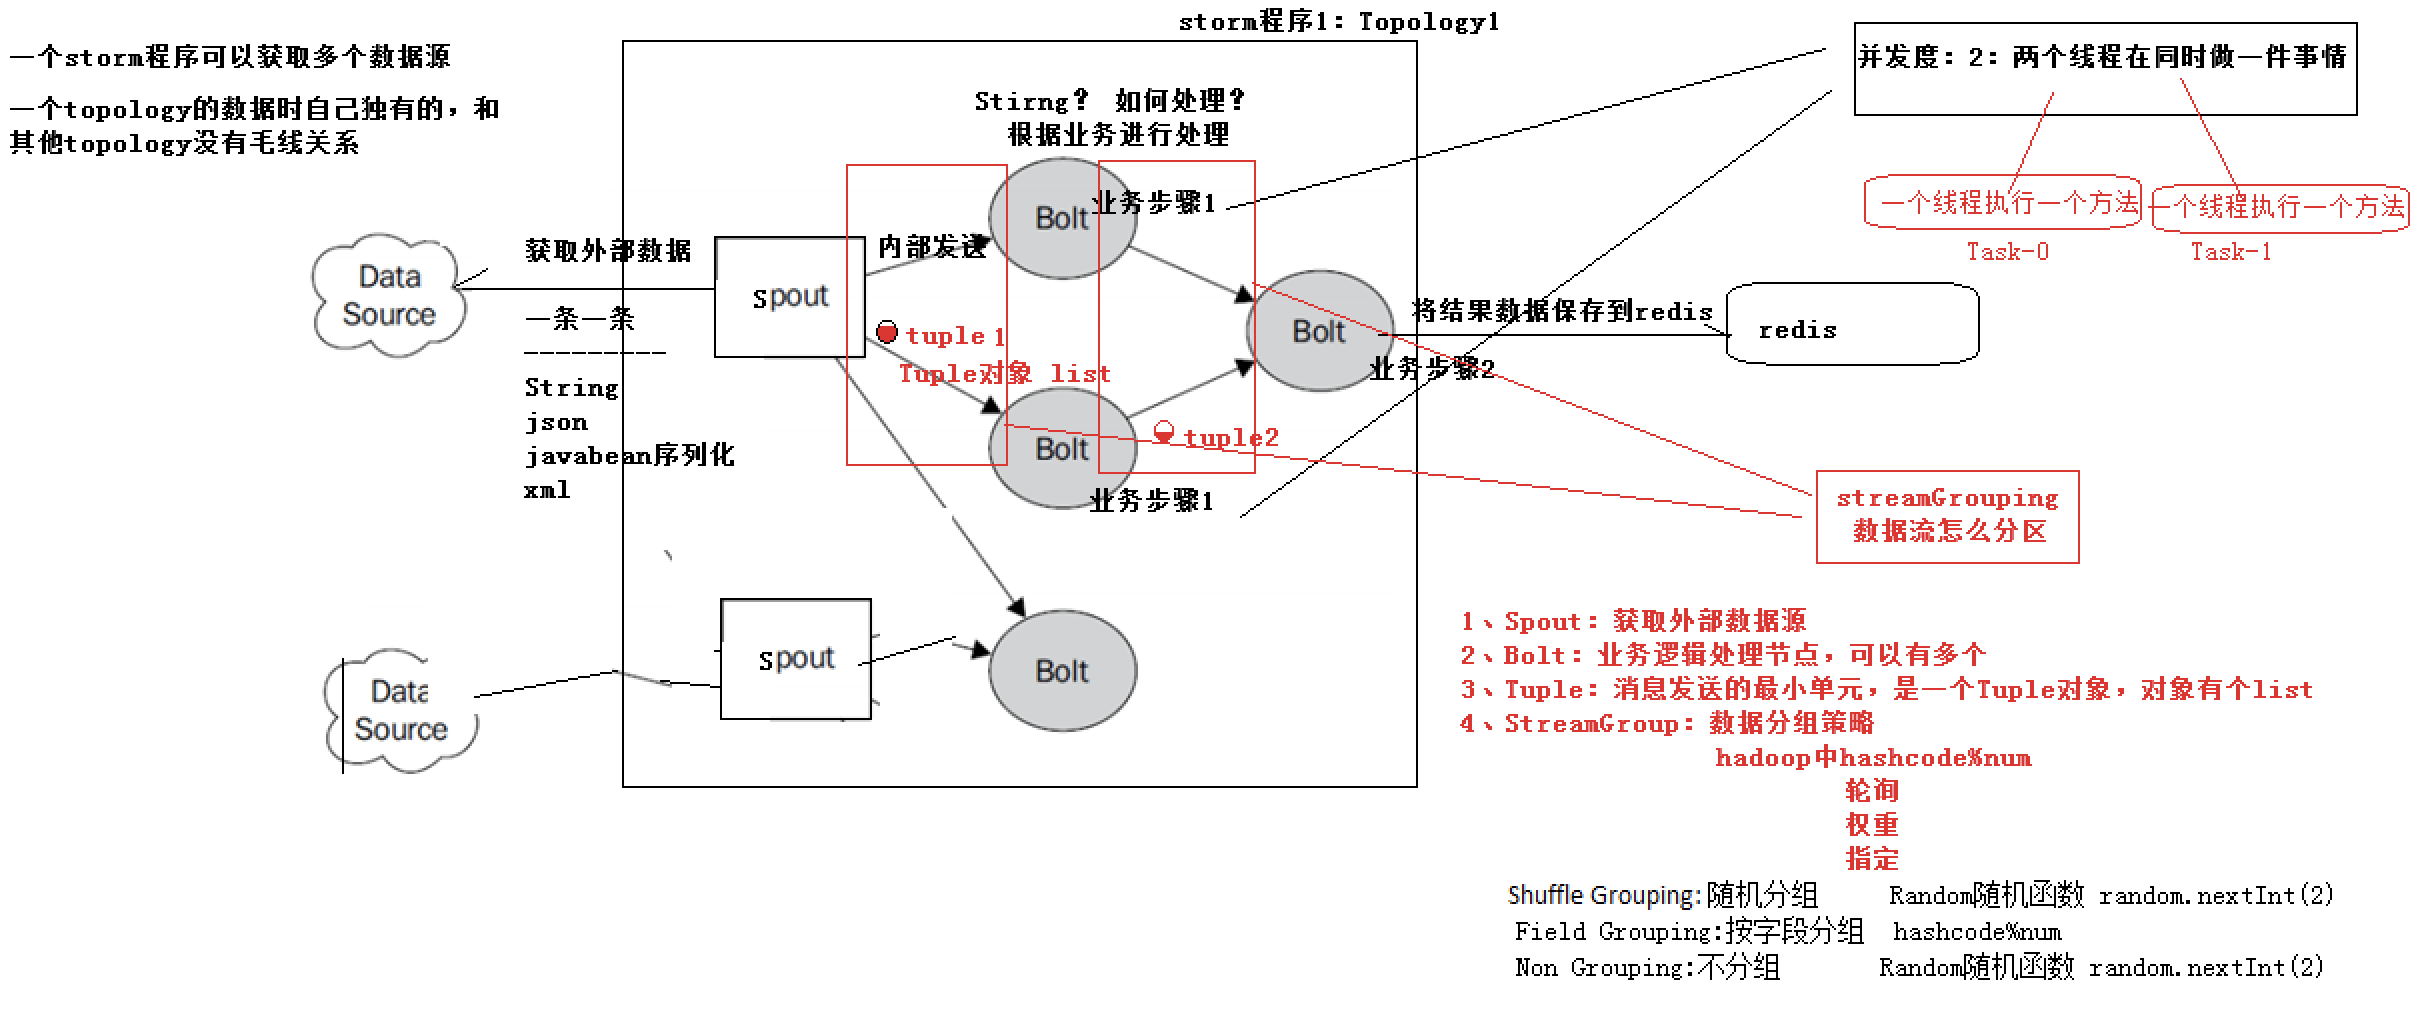 storm程序1：Topology1
一个storm程序可以获取多个数据源
一个topology的数据时自己独有的，和
其他topology没有毛线关系
并发度：2：两个线程在同时做一件事情
一个线程执行一个方法
一个线程执行一个方法
Task-0
Task-1
Stirng？ 如何处理？
根据业务进行处理
Bolt
业务步骤1
获取外部数据
内部发送
Data
Source
spout
一条一条
----------
String
json
javabean序列化
xml
tuple1
Tuple对象 list
Bolt
将结果数据保存到redis
redis
业务步骤2
Bolt
tuple2
业务步骤1
streamGrouping
数据流怎么分区
Data
Source
spout
Bolt
1、Spout：获取外部数据源
2、Bolt：业务逻辑处理节点，可以有多个
3、Tuple：消息发送的最小单元，是一个Tuple对象，对象有个list
4、StreamGroup：数据分组策略
hadoop中hashcode%num
轮询
权重
指定
Shuffle Grouping:随机分组 Random随机函数 random.nextInt(2)
Field Grouping:按字段分组 hashcode%num
Non Grouping:不分组 Random随机函数 random.nextInt(2)